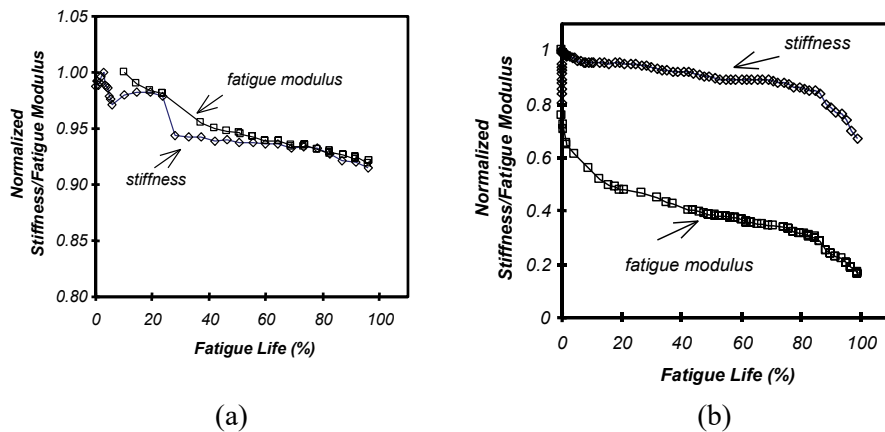 1.05
1.00
0.95
0.90
0.85
0.80
Normalized
Stiffness/Fatigue Modulus
fatigue modulus
stiffness
0 20 40 60 80 100
Fatigue Life (%)
(a)
1
0.8
0.6
0.4
0.2
0
Normalized
Stiffness/Fatigue Modulus
stiffness
fatigue modulus
0 20 40 60 80 100
Fatigue Life (%)
(b)